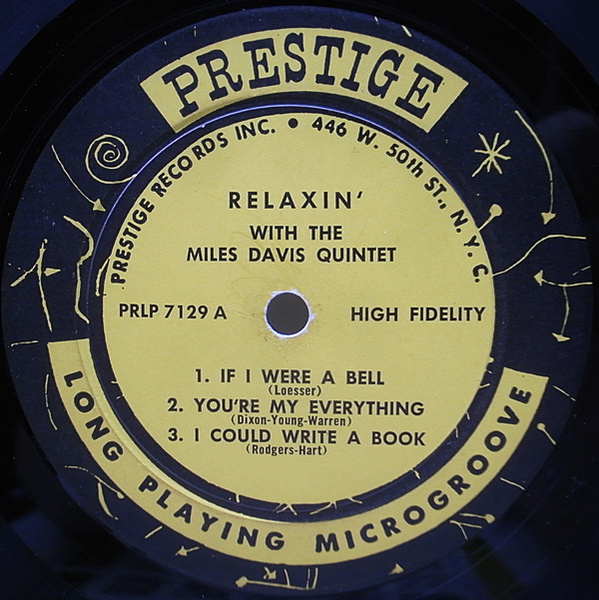 PRESTIGE
PRESTIGE RECORDS INC. • 446 W. 50th ST., N. Y. C.
RELAXIN'
WITH THE
MILES DAVIS QUINTET
PRLP 7129 A HIGH FIDELITY
1. IF I WERE A BELL
(Loesser)
2. YOU'RE MY EVERYTHING
(Dixon-Young-Warren)
3. I COULD WRITE A BOOK
(Rodgers-Hart)
LONG PLAYING MICROGROOVE